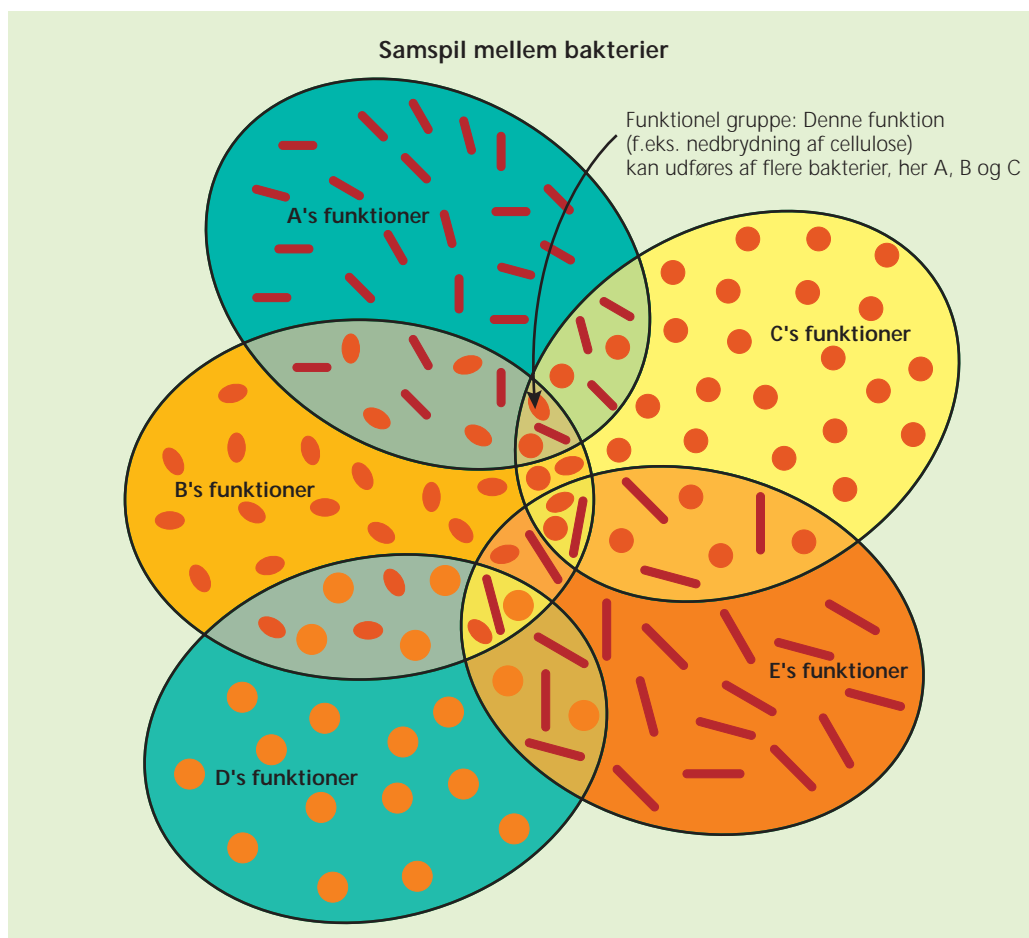 Samspil mellem bakterier
Funktionel gruppe: Denne funktion
(f.eks. nedbrydning af cellulose)
kan udføres af flere bakterier, her A, B og C
A's funktioner
C's funktioner
B's funktioner
E's funktioner
D's funktioner